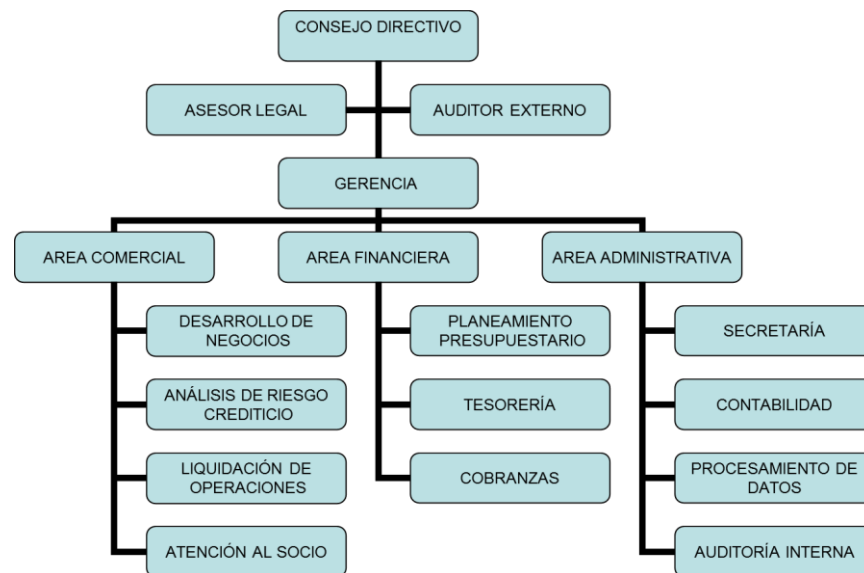 CONSEJO DIRECTIVO
ASESOR LEGAL
AUDITOR EXTERNO
GERENCIA
AREA COMERCIAL
AREA FINANCIERA
AREA ADMINISTRATIVA
DESARROLLO DE
NEGOCIOS
PLANEAMIENTO
PRESUPUESTARIO
SECRETARÍA
ANÁLISIS DE RIESGO
CREDITICIO
TESORERÍA
CONTABILIDAD
LIQUIDACIÓN DE
OPERACIONES
COBRANZAS
PROCESAMIENTO DE
DATOS
ATENCIÓN AL SOCIO
AUDITORÍA INTERNA